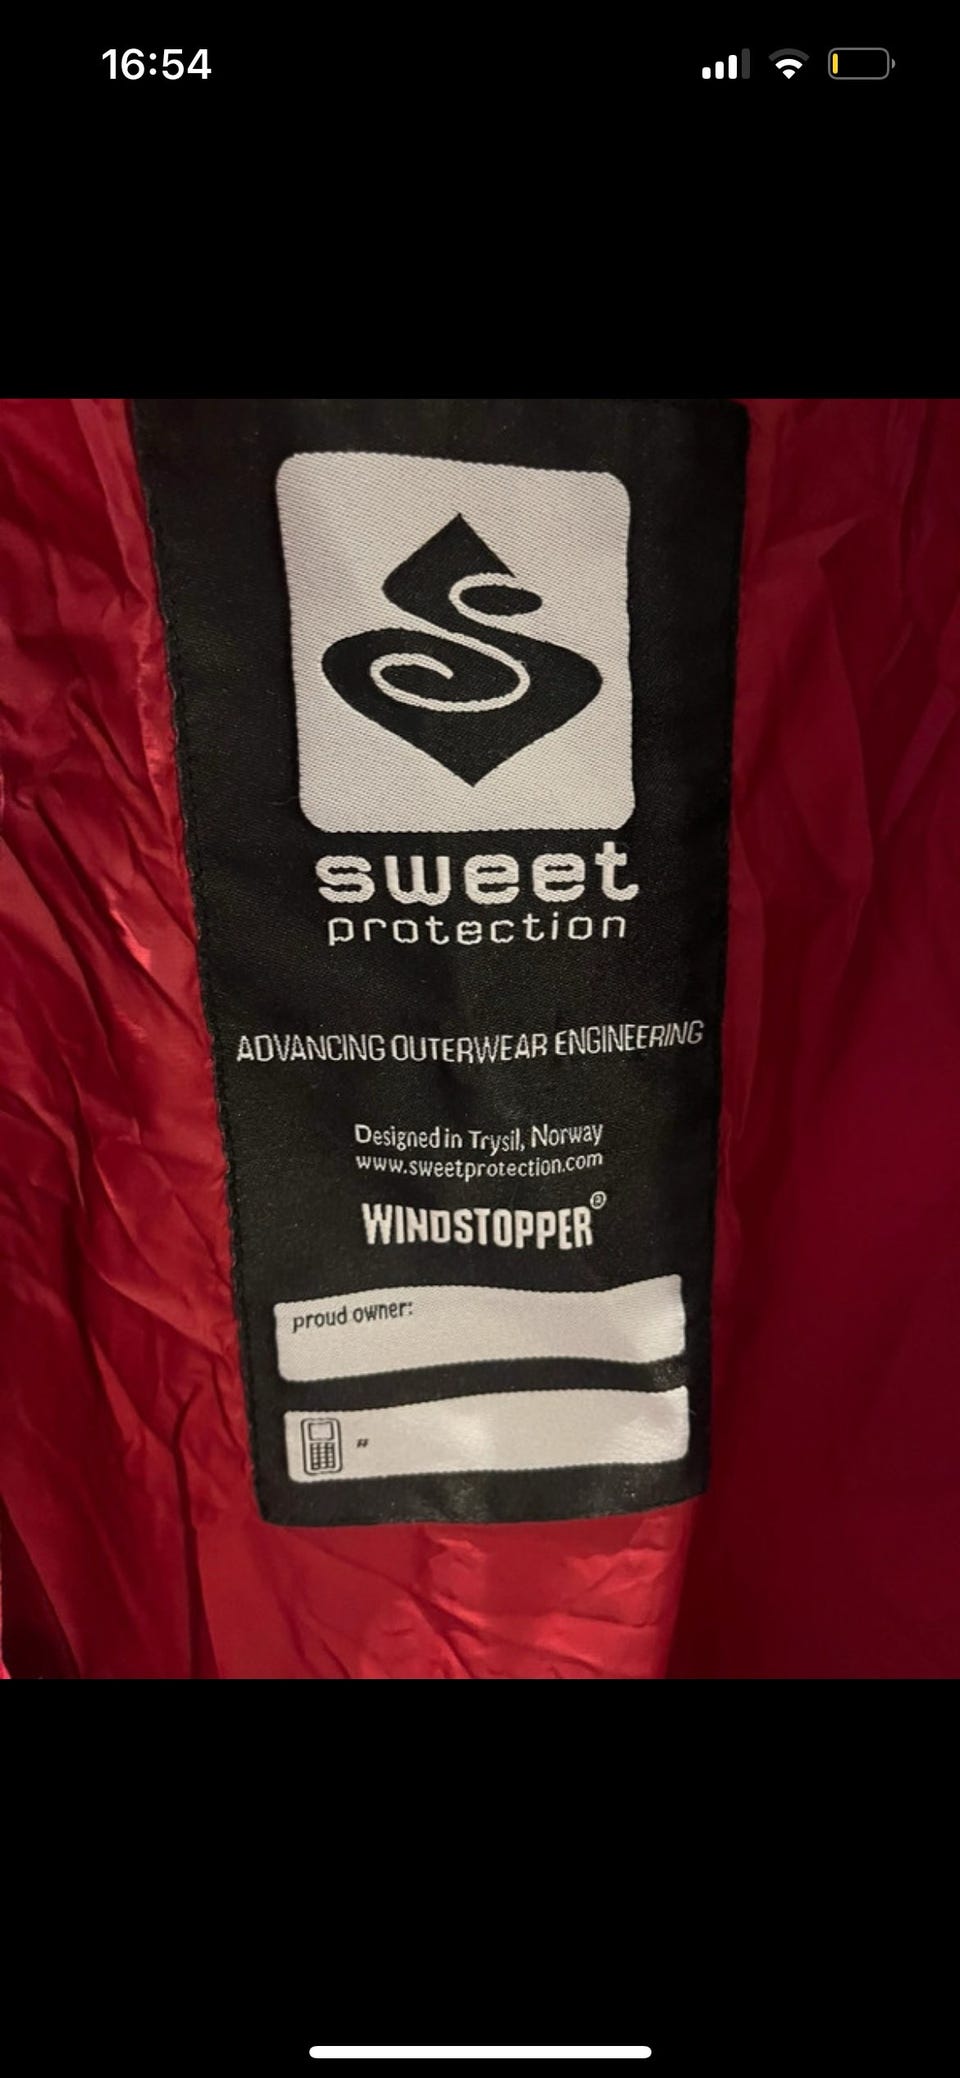 16:54
sweet
protection
ADVANCING OUTERWEAR ENGINEERING
Designed in Trysil, Norway
www.sweetprotection.com
WINDSTOPPER®
proud owner:
#